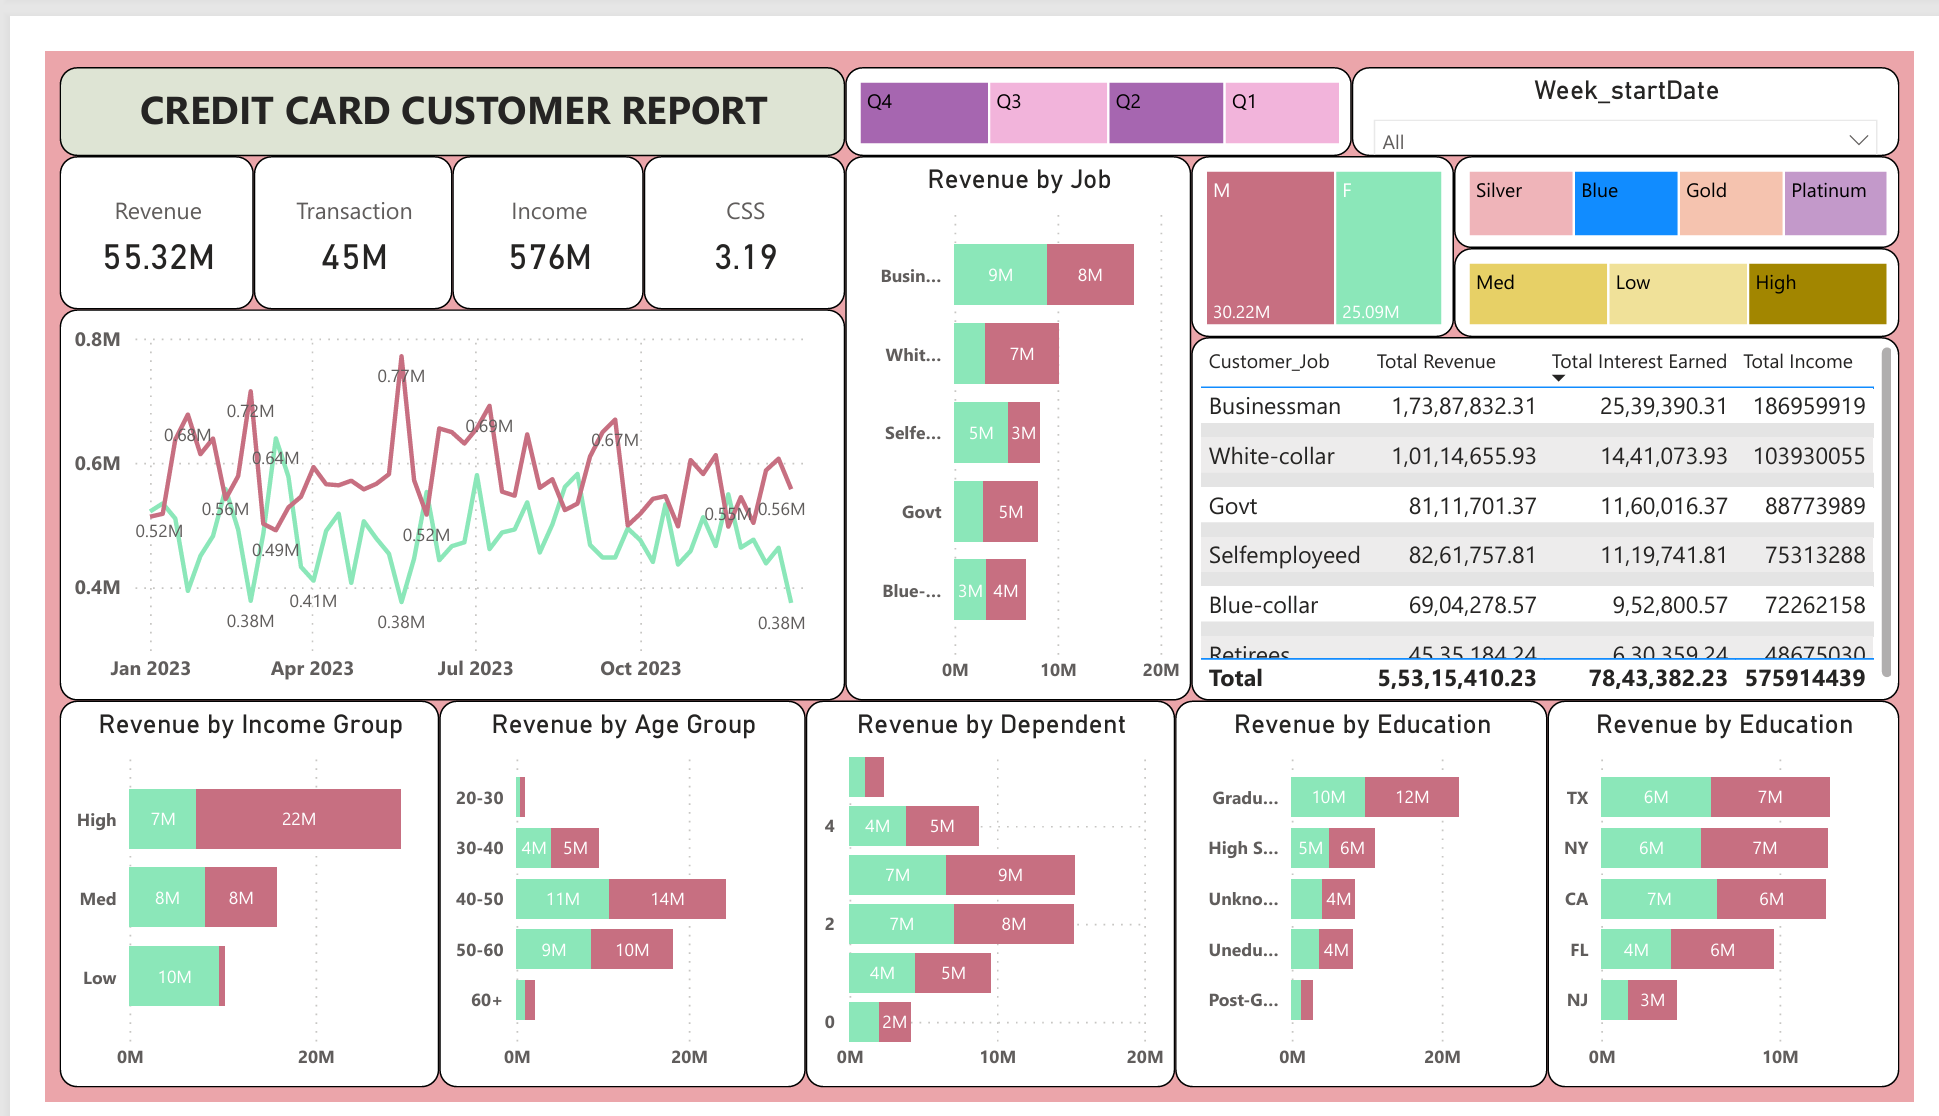 CREDIT CARD CUSTOMER REPORT
Q4
Q3
Q2
Q1
Week_startDate
All
Revenue
55.32M
Transaction
45M
Income
576M
CSS
3.19
0.8M
0.6M
0.4M
0.77M
0.72M
0.68M
0.69M
0.67M
0.64M
0.56M
0.52M
0.49M
0.52M
0.55M
0.56M
0.41M
0.38M
0.38M
0.38M
Jan 2023
Apr 2023
Jul 2023
Oct 2023
Revenue by Job
Busin...
9M
8M
Whit...
7M
Selfe...
5M
3M
Govt
5M
Blue-...
3M
4M
0M
10M
20M
M
30.22M
F
25.09M
Silver
Blue
Gold
Platinum
Med
Low
High
Customer_Job Total Revenue Total Interest Earned Total Income
Businessman 1,73,87,832.31 25,39,390.31 186959919
White-collar 1,01,14,655.93 14,41,073.93 103930055
Govt 81,11,701.37 11,60,016.37 88773989
Selfemployeed 82,61,757.81 11,19,741.81 75313288
Blue-collar 69,04,278.57 9,52,800.57 72262158
Retirees 45,35,184.24 6,30,359.24 48675030
Total 5,53,15,410.23 78,43,382.23 575914439
Revenue by Income Group
High
7M
22M
Med
8M
8M
Low
10M
0M
20M
Revenue by Age Group
20-30
30-40
4M
5M
40-50
11M
14M
50-60
9M
10M
60+
0M
20M
Revenue by Dependent
4
4M
5M
7M
9M
2
7M
8M
4M
5M
0
2M
0M
10M
20M
Revenue by Education
Gradu...
10M
12M
High S...
5M
6M
Unkno...
4M
Unedu...
4M
Post-G...
0M
20M
Revenue by Education
TX
6M
7M
NY
6M
7M
CA
7M
6M
FL
4M
6M
NJ
3M
0M
10M